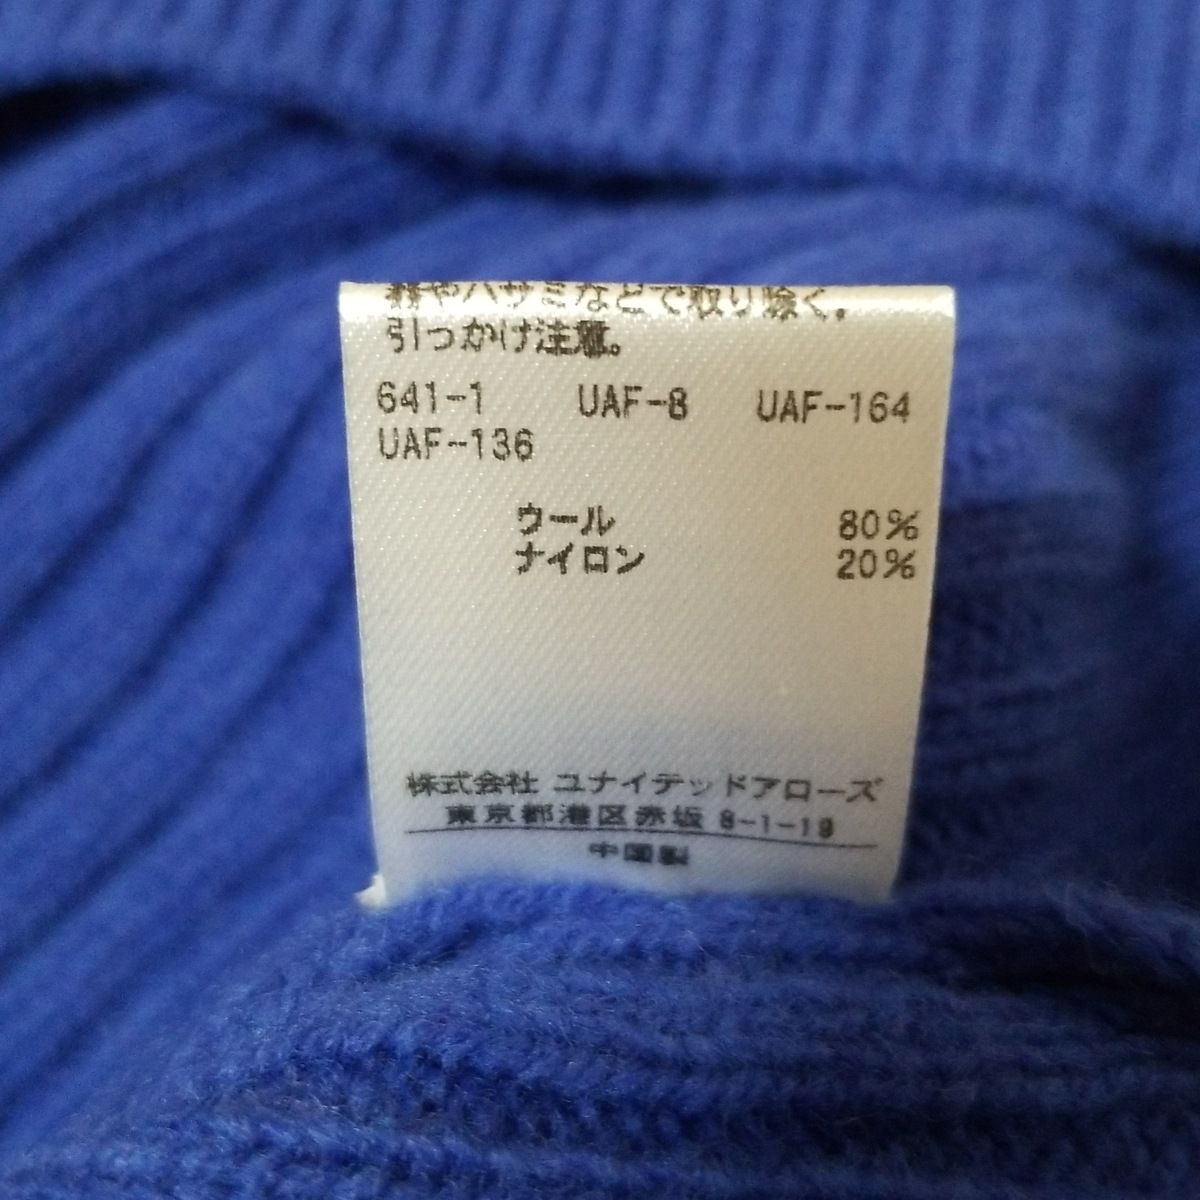 やハサミなどで取り除く。
引っかけ注意。
641-1 UAF-8 UAF-164
UAF-136
ウール 80%
ナイロン 20%
株式会社 ユナイテッドアローズ
東京都港区赤坂 8-1-19
中国製